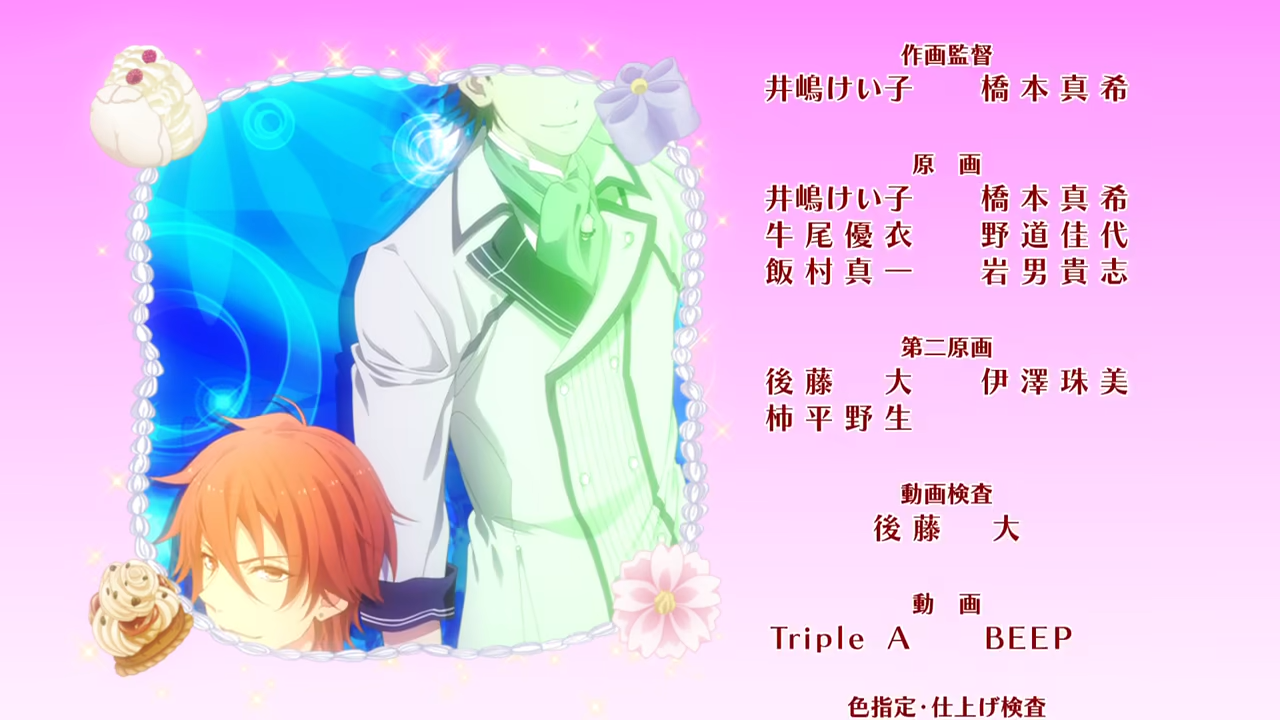 作画監督
井嶋けい子 橋本真希
原画
井嶋けい子 橋本真希
牛尾優衣 野道佳代
飯村真一 岩男貴志
第二原画
後藤大 伊澤珠美
柿平野生
動画検査
後藤大
動画
Triple A BEEP
色指定・仕上げ検査